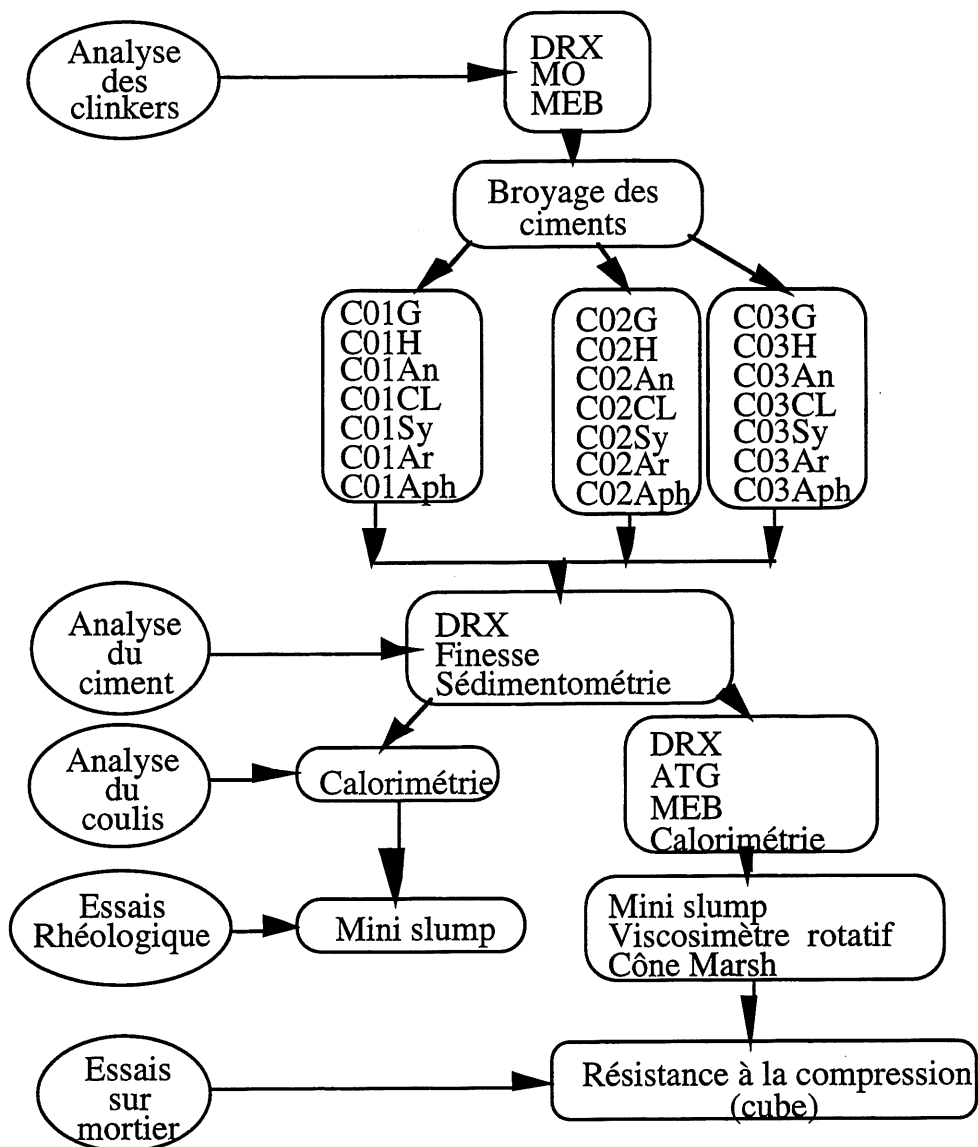 Analyse
des
clinkers
DRX
MO
MEB
Broyage des
ciments
C01G
C01H
C01An
C01CL
C01Sy
C01Ar
C01Aph
C02G
C02H
C02An
C02CL
C02Sy
C02Ar
C02Aph
C03G
C03H
C03An
C03CL
C03Sy
C03Ar
C03Aph
Analyse
du
ciment
DRX
Finesse
Sédimentométrie
Analyse
du
coulis
Calorimétrie
DRX
ATG
MEB
Calorimétrie
Essais
Rhéologique
Mini slump
Mini slump
Viscosimètre rotatif
Cône Marsh
Essais
sur
mortier
Résistance à la compression
(cube)